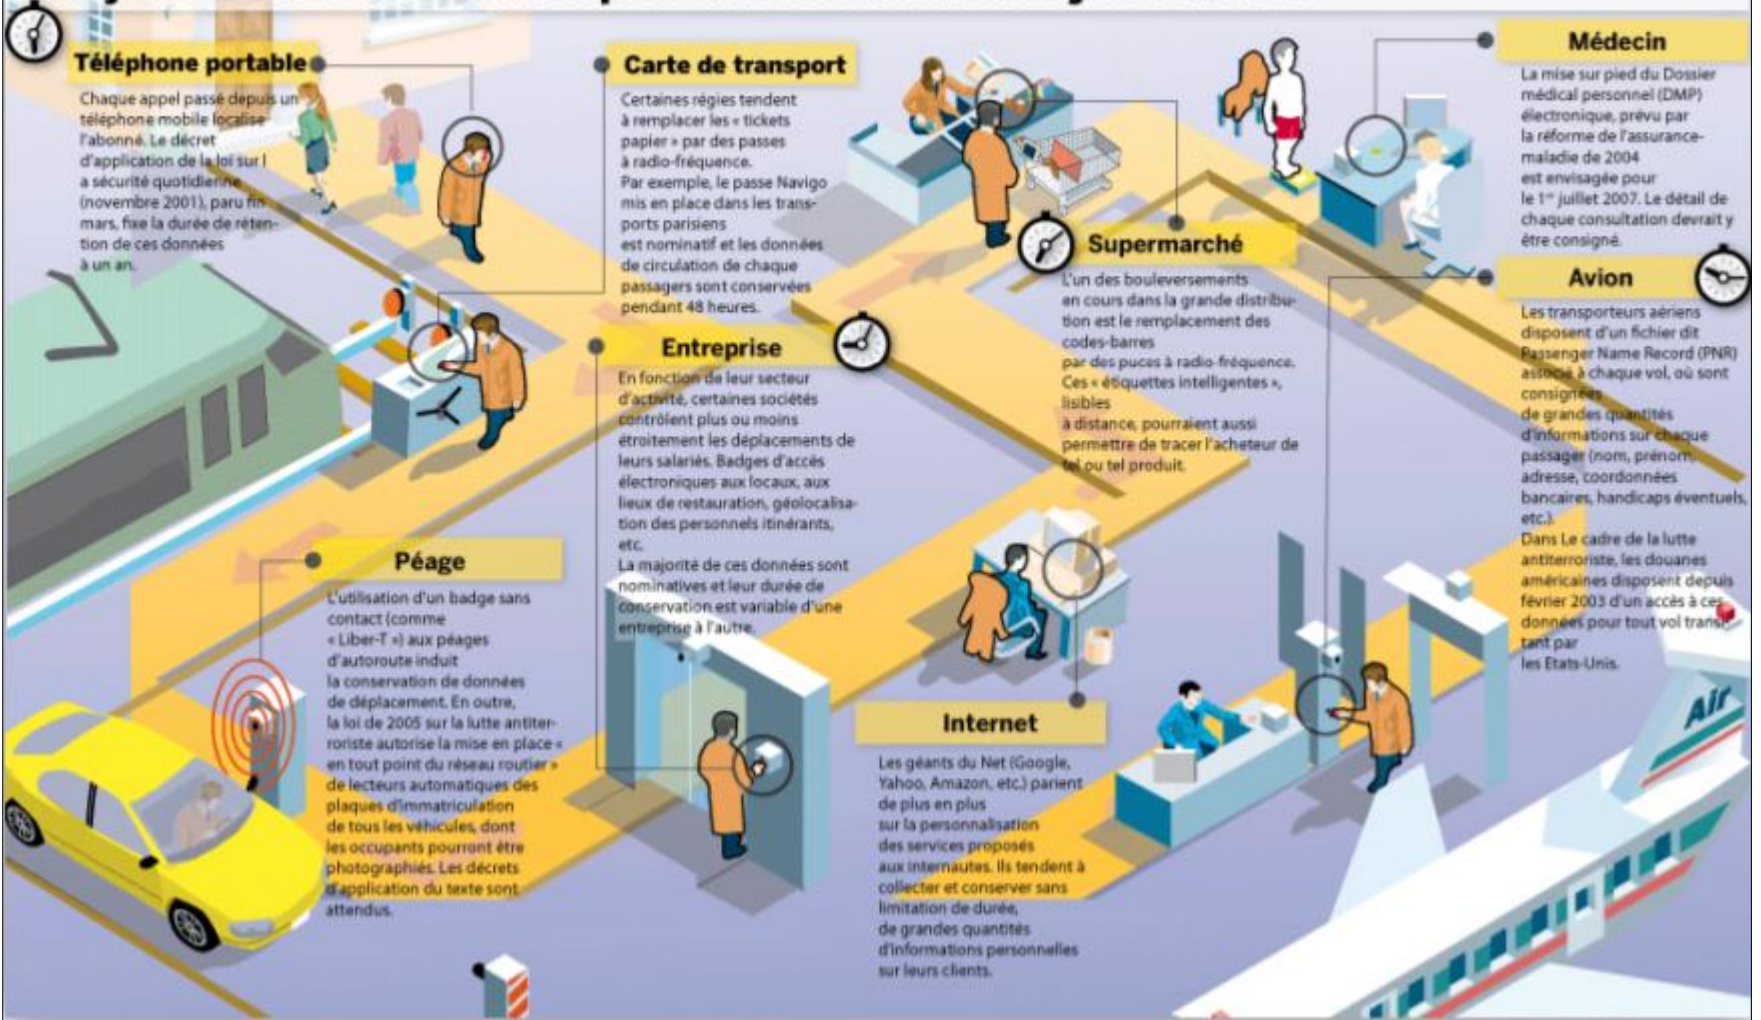 Téléphone portable
Chaque appel passé depuis un
téléphone mobile localise
l'abonné. Le décret
d'application de la loi sur l
a sécurité quotidienne
(novembre 2001), paru fin
mars, fixe la durée de réten-
tion de ces données
à un an.
Carte de transport
Certaines régies tendent
à remplacer les « tickets
papier » par des passes
à radio-fréquence.
Par exemple, le passe Navigo
mis en place dans les trans-
ports parisiens
est nominatif et les données
de circulation de chaque
passagers sont conservées
pendant 48 heures.
Entreprise
En fonction de leur secteur
d'activité, certaines sociétés
contrôlent plus ou moins
étroitement les déplacements de
leurs salariés. Badges d'accès
électroniques aux locaux, aux
lieux de restauration, géolocalisa-
tion des personnels itinérants,
etc.
La majorité de ces données sont
nominatives et leur durée de
conservation est variable d'une
entreprise à l'autre.
Péage
L'utilisation d'un badge sans
contact (comme
« Liber-T ») aux péages
d'autoroute induit
la conservation de données
de déplacement. En outre,
la loi de 2005 sur la lutte antiter-
roriste autorise la mise en place «
en tout point du réseau routier »
de lecteurs automatiques des
plaques d'immatriculation
de tous les véhicules, dont
les occupants pourront être
photographiés. Les décrets
d'application du texte sont
attendus.
Supermarché
L'un des bouleversements
en cours dans la grande distribu-
tion est le remplacement des
codes-barres
par des puces à radio-fréquence.
Ces « étiquettes intelligentes »,
lisibles
à distance, pourraient aussi
permettre de tracer l'acheteur de
tel ou tel produit.
Internet
Les géants du Net (Google,
Yahoo, Amazon, etc.) parient
de plus en plus
sur la personnalisation
des services proposés
aux internautes. Ils tendent à
collecter et conserver sans
limitation de durée,
de grandes quantités
d'informations personnelles
sur leurs clients.
Médecin
La mise sur pied du Dossier
médical personnel (DMP)
électronique, prévu par
la réforme de l'assurance-
maladie de 2004
est envisagée pour
le 1er juillet 2007. Le détail de
chaque consultation devrait y
être consigné.
Avion
Les transporteurs aériens
disposent d'un fichier dit
Passenger Name Record (PNR)
associé à chaque vol, où sont
consignées
de grandes quantités
d'informations sur chaque
passager (nom, prénom,
adresse, coordonnées
bancaires, handicaps éventuels,
etc.).
Dans Le cadre de la lutte
antiterroriste, les douanes
américaines disposent depuis
février 2003 d'un accès à ces
données pour tout vol transi-
tant par
les Etats-Unis.
Air